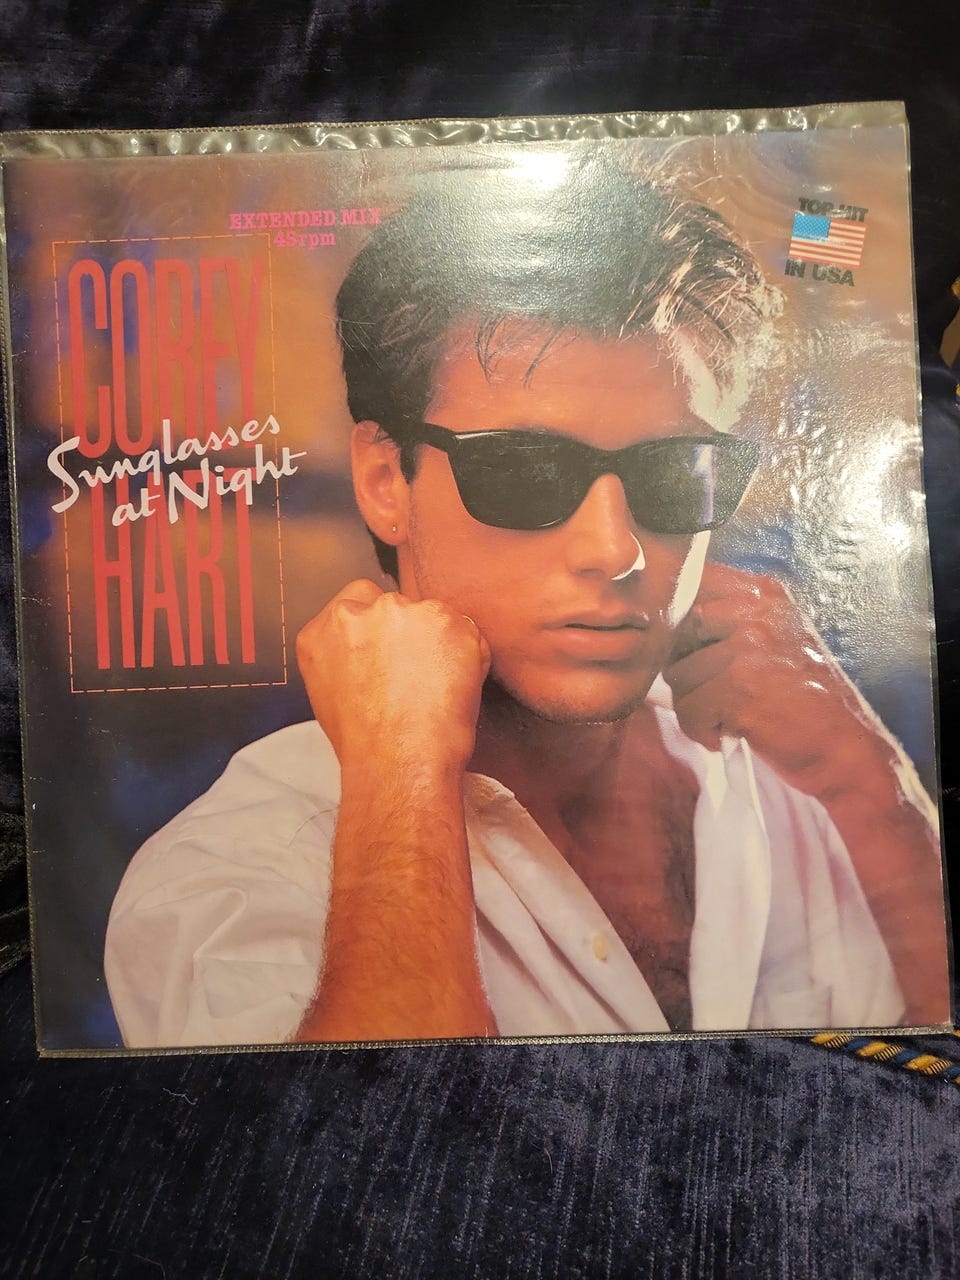 EXTENDED MIX
45rpm
COREY
Sunglasses
at Night
HART
TOP-HIT
IN USA